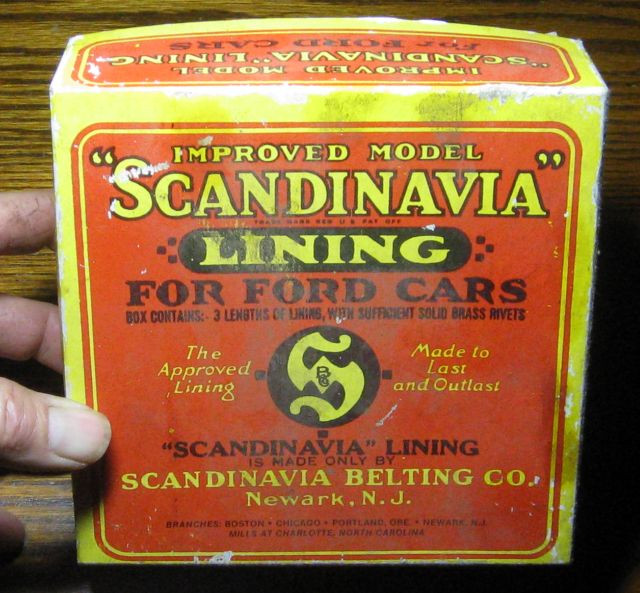 IMPROVED MODEL
"SCANDINAVIA" LINING
FOR FORD CARS
IMPROVED MODEL
"SCANDINAVIA"
TRADE MARK REG U.S. PAT. OFF.
LINING
FOR FORD CARS
BOX CONTAINS:- 3 LENGTHS OF LINING, WITH SUFFICIENT SOLID BRASS RIVETS
The
Approved
Lining
S
Made to
Last
and Outlast
"SCANDINAVIA" LINING
IS MADE ONLY BY
SCANDINAVIA BELTING CO.
Newark, N.J.
BRANCHES: BOSTON • CHICAGO • PORTLAND, ORE. • NEWARK, N.J.
MILLS AT CHARLOTTE, NORTH CAROLINA